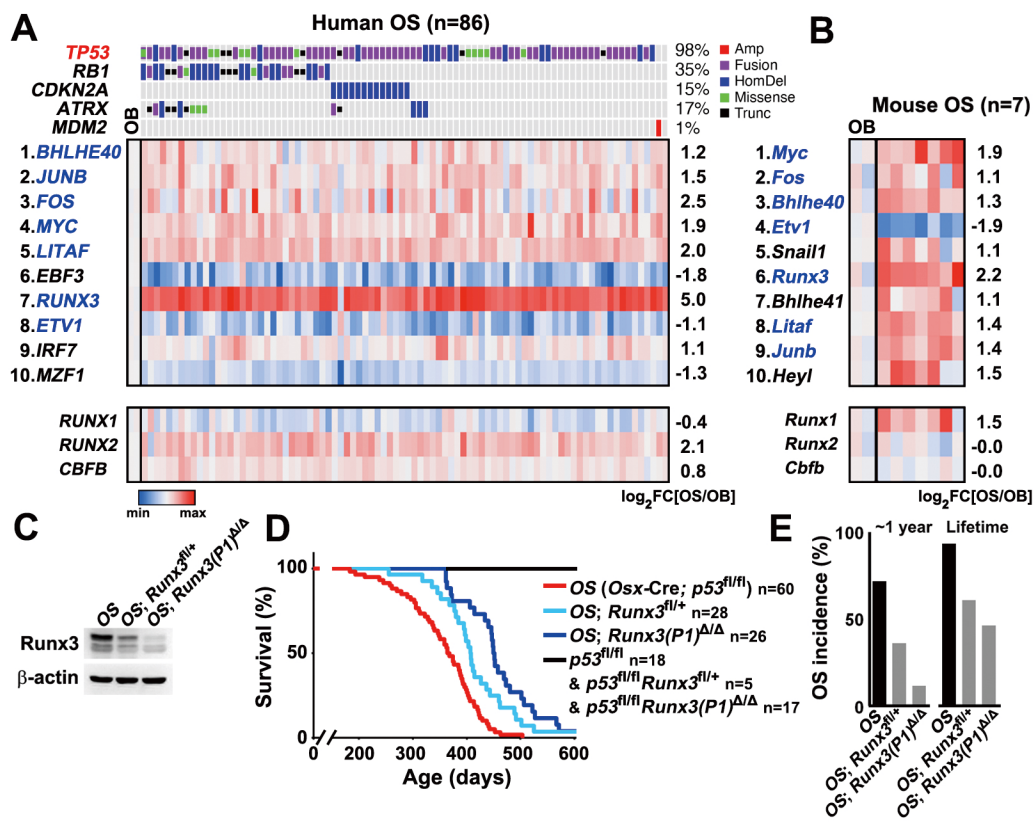 A
Human OS (n=86)
TP53 98%
RB1 35%
CDKN2A 15%
ATRX 17%
MDM2 1%
OB
Amp
Fusion
HomDel
Missense
Trunc
1.BHLHE40 1.2
2.JUNB 1.5
3.FOS 2.5
4.MYC 1.9
5.LITAF 2.0
6.EBF3 -1.8
7.RUNX3 5.0
8.ETV1 -1.1
9.IRF7 1.1
10.MZF1 -1.3
RUNX1 -0.4
RUNX2 2.1
CBFB 0.8
min max
log₂FC[OS/OB]
B
Mouse OS (n=7)
OB
1.Myc 1.9
2.Fos 1.1
3.Bhlhe40 1.3
4.Etv1 -1.9
5.Snail1 1.1
6.Runx3 2.2
7.Bhlhe41 1.1
8.Litaf 1.4
9.Junb 1.4
10.Heyl 1.5
Runx1 1.5
Runx2 -0.0
Cbfb -0.0
log₂FC[OS/OB]
C
OS
OS; Runx3fl/+
OS; Runx3(P1)Δ/Δ
Runx3
β-actin
D
Survival (%)
100
50
0
0 200 300 400 500 600
Age (days)
OS (Osx-Cre; p53fl/fl) n=60
OS; Runx3fl/+ n=28
OS; Runx3(P1)Δ/Δ n=26
p53fl/fl n=18
& p53fl/fl Runx3fl/+ n=5
& p53fl/fl Runx3(P1)Δ/Δ n=17
E
OS incidence (%)
100
50
0
~1 year Lifetime
OS
OS; Runx3fl/+
OS; Runx3(P1)Δ/Δ
OS
OS; Runx3fl/+
OS; Runx3(P1)Δ/Δ